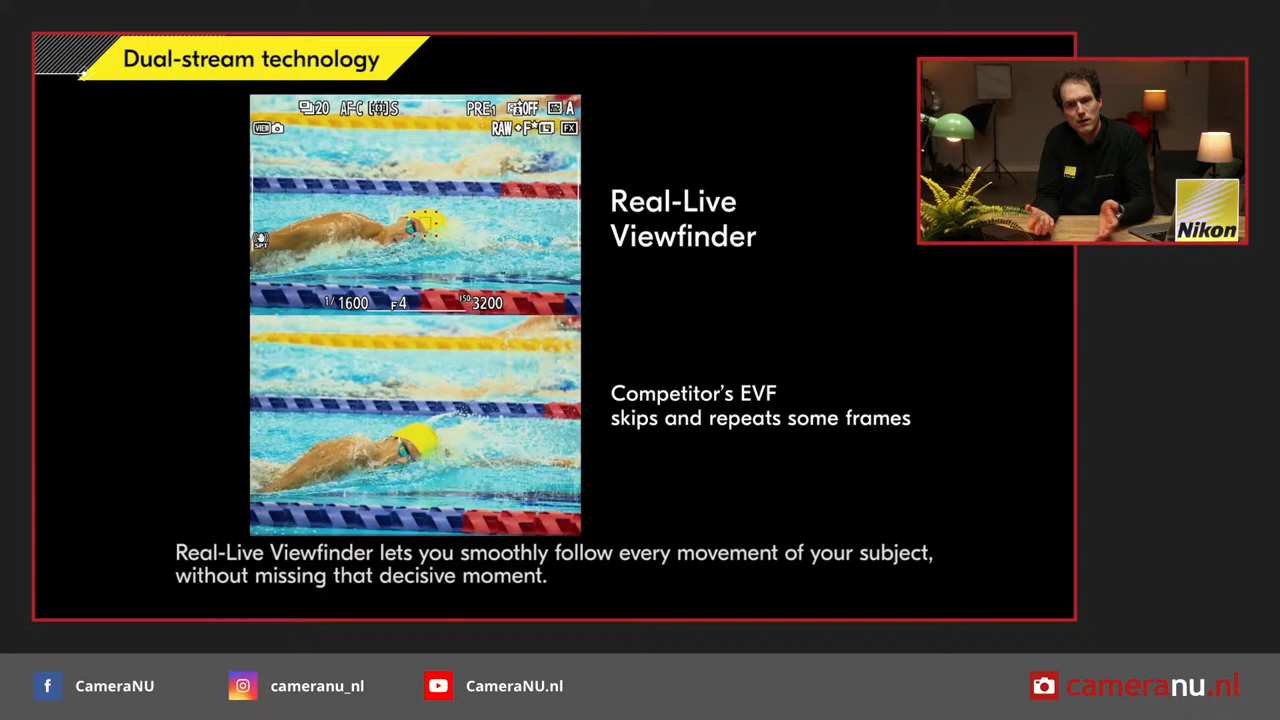 Dual-stream technology
20 AF-C S PRE1 OFF A
VIEW RAW +F★ L FX
SPT
1/1600 F4 ISO 3200
Real-Live
Viewfinder
Nikon
Competitor's EVF
skips and repeats some frames
Real-Live Viewfinder lets you smoothly follow every movement of your subject,
without missing that decisive moment.
CameraNU
cameranu_nl
CameraNU.nl
cameranu.nl